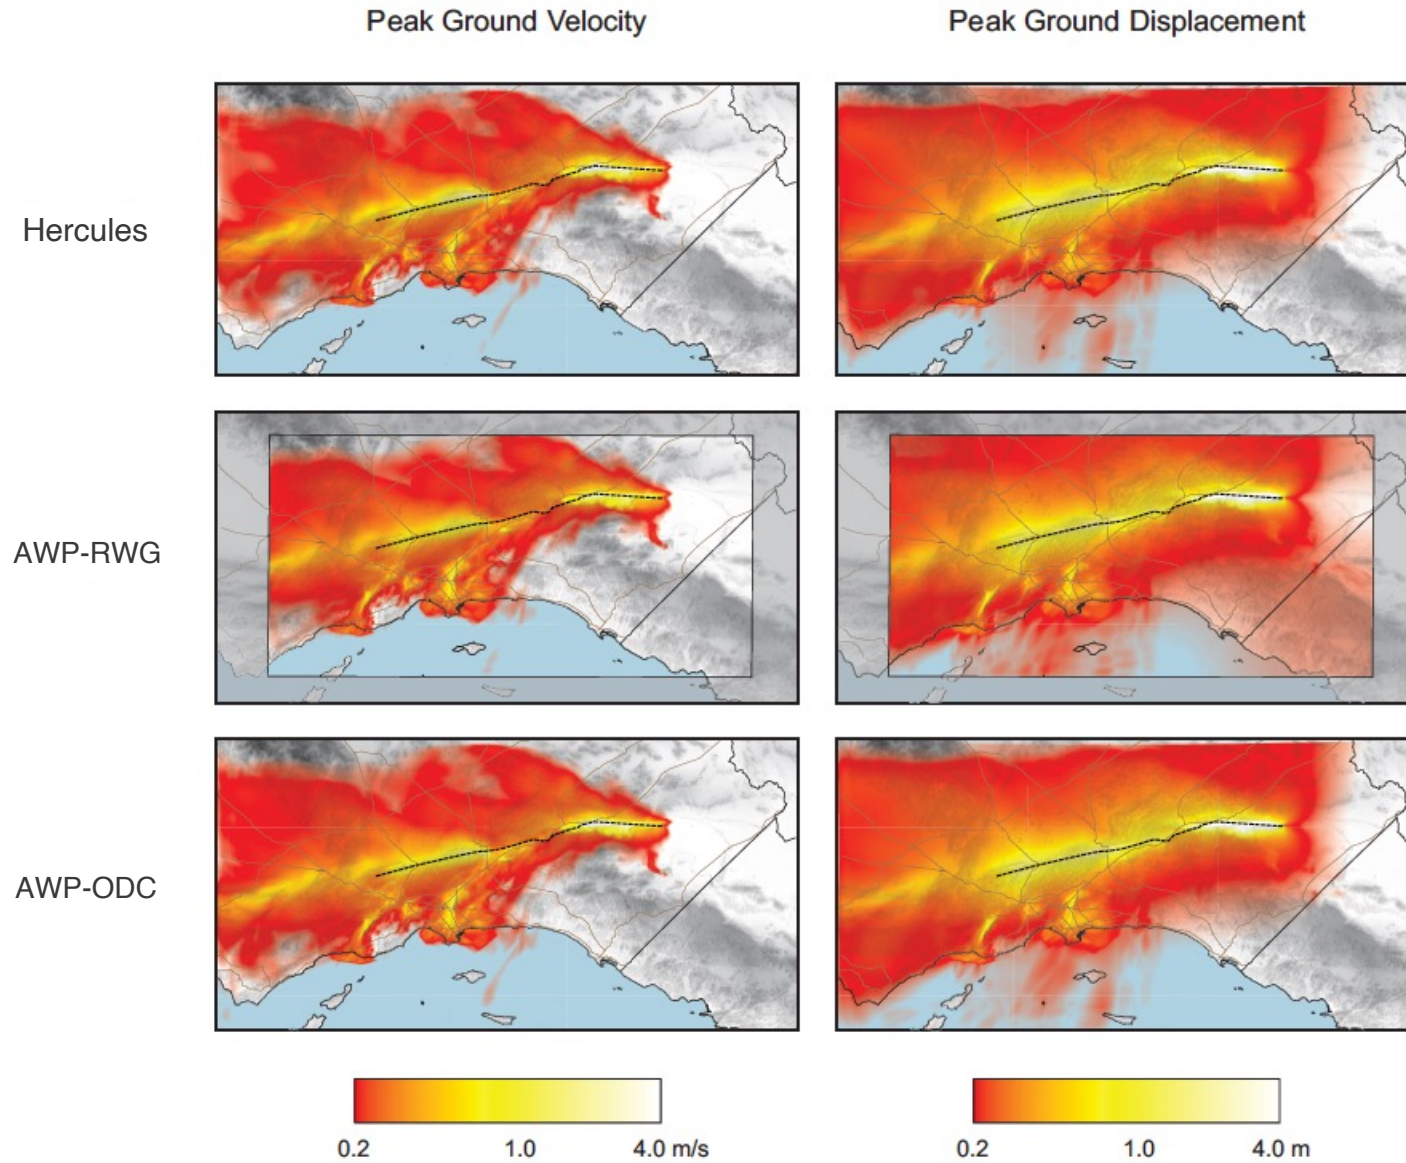 Peak Ground Velocity Peak Ground Displacement
Hercules
AWP-RWG
AWP-ODC
0.2 1.0 4.0 m/s 0.2 1.0 4.0 m